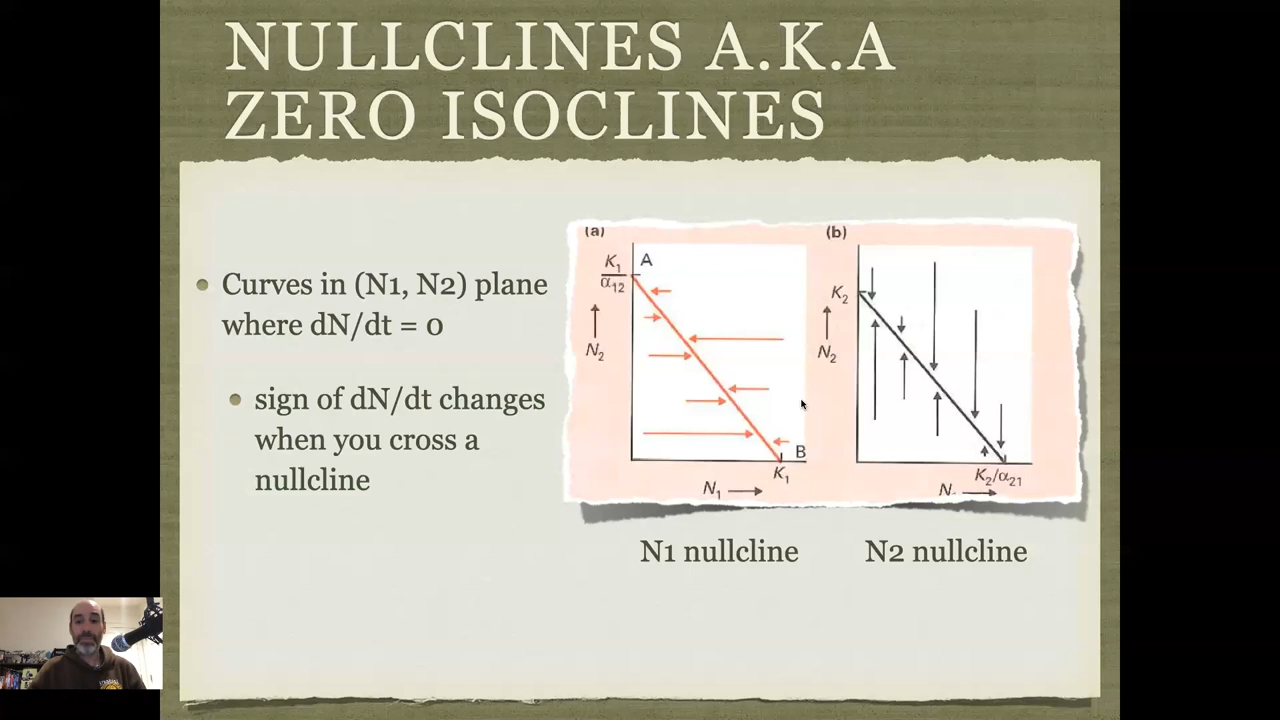 NULLCLINES A.K.A
ZERO ISOCLINES
Curves in (N1, N2) plane
where dN/dt = 0
sign of dN/dt changes
when you cross a
nullcline
(a)
K₁
α₁₂
A
N₂
B
K₁
N₁
(b)
K₂
N₂
K₂/α₂₁
N
N1 nullcline
N2 nullcline